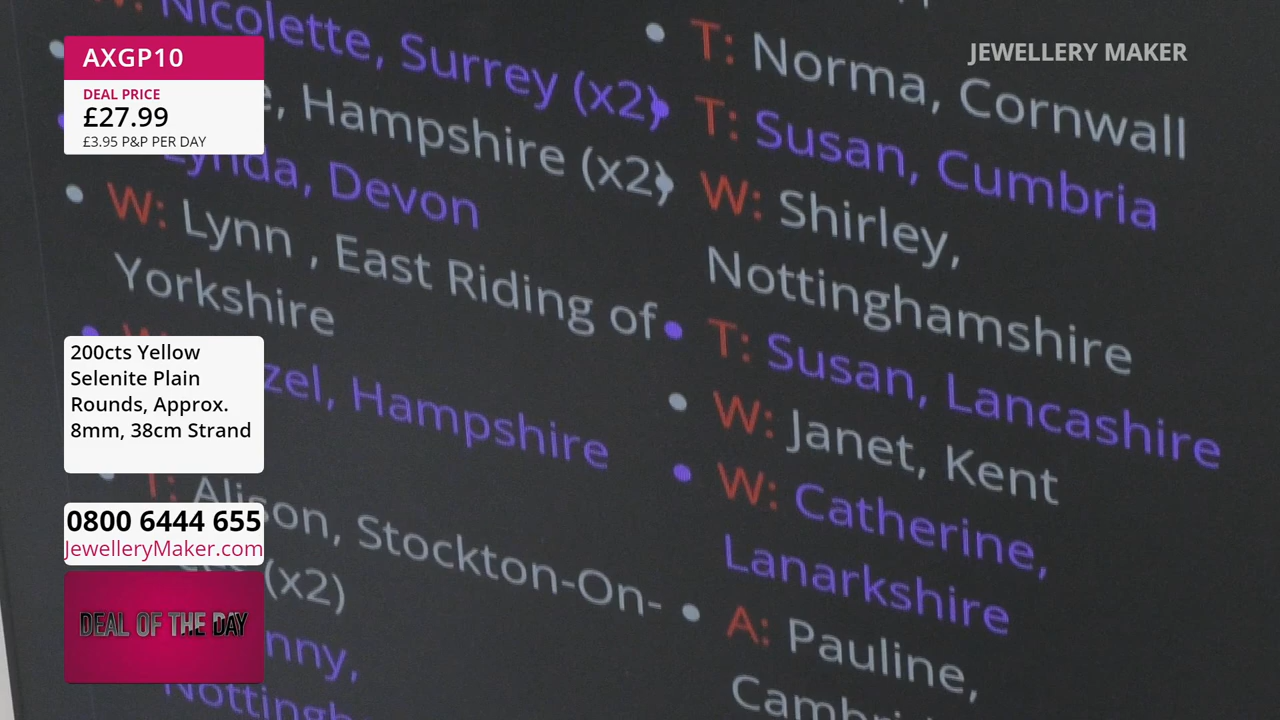 AXGP10
DEAL PRICE
£27.99
£3.95 P&P PER DAY
200cts Yellow
Selenite Plain
Rounds, Approx.
8mm, 38cm Strand
0800 6444 655
JewelleryMaker.com
DEAL OF THE DAY
JEWELLERY MAKER
Nicolette, Surrey (x2)
, Hampshire (x2)
Lynda, Devon
W: Lynn , East Riding of
Yorkshire
Hampshire
T: Alison, Stockton-On-
(x2)
T: Norma, Cornwall
T: Susan, Cumbria
W: Shirley,
Nottinghamshire
T: Susan, Lancashire
W: Janet, Kent
W: Catherine,
Lanarkshire
A: Pauline,